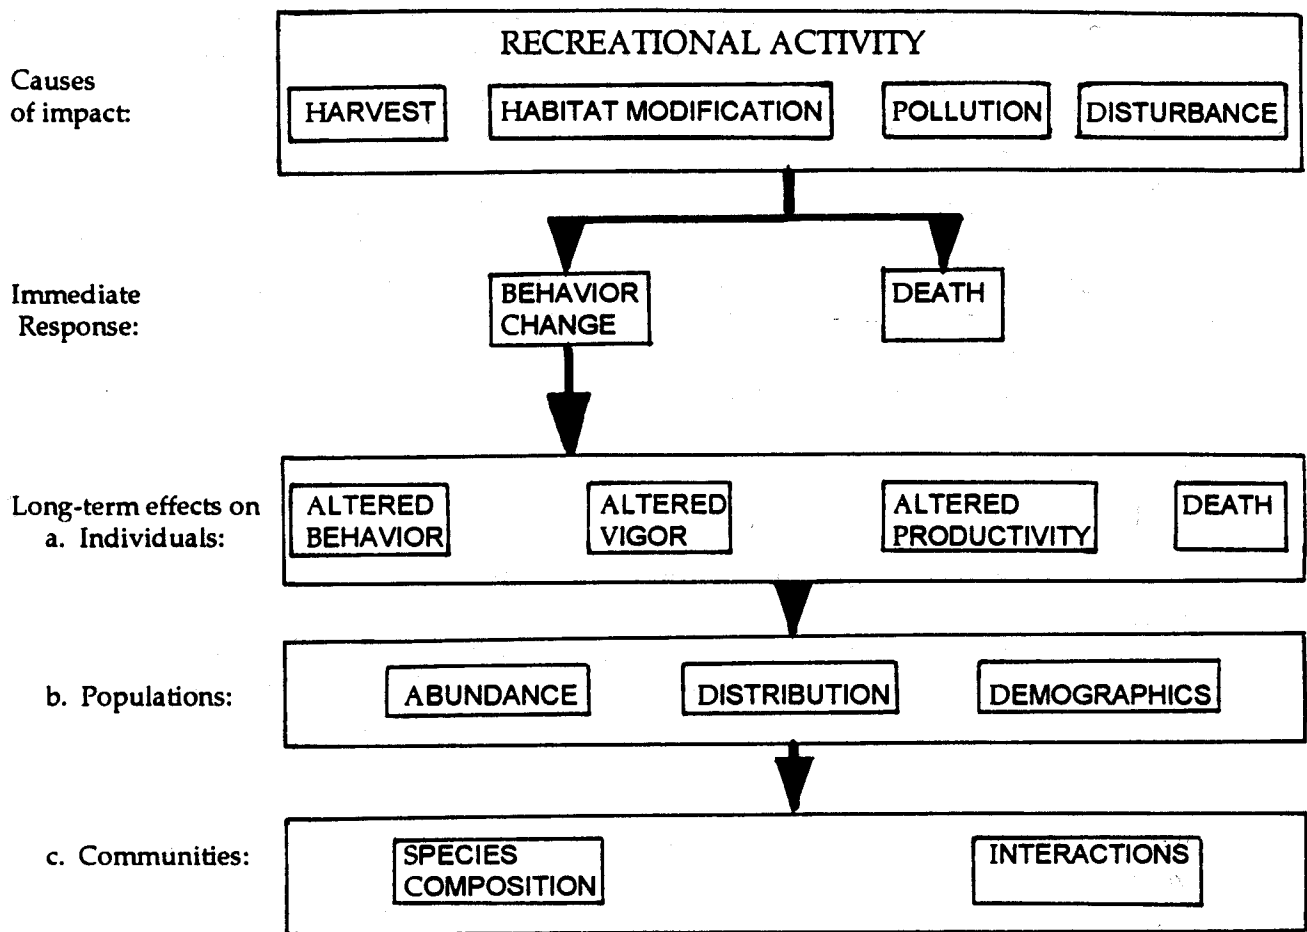 RECREATIONAL ACTIVITY
Causes
of impact:
HARVEST
HABITAT MODIFICATION
POLLUTION
DISTURBANCE
Immediate
Response:
BEHAVIOR
CHANGE
DEATH
Long-term effects on
a. Individuals:
ALTERED
BEHAVIOR
ALTERED
VIGOR
ALTERED
PRODUCTIVITY
DEATH
b. Populations:
ABUNDANCE
DISTRIBUTION
DEMOGRAPHICS
c. Communities:
SPECIES
COMPOSITION
INTERACTIONS